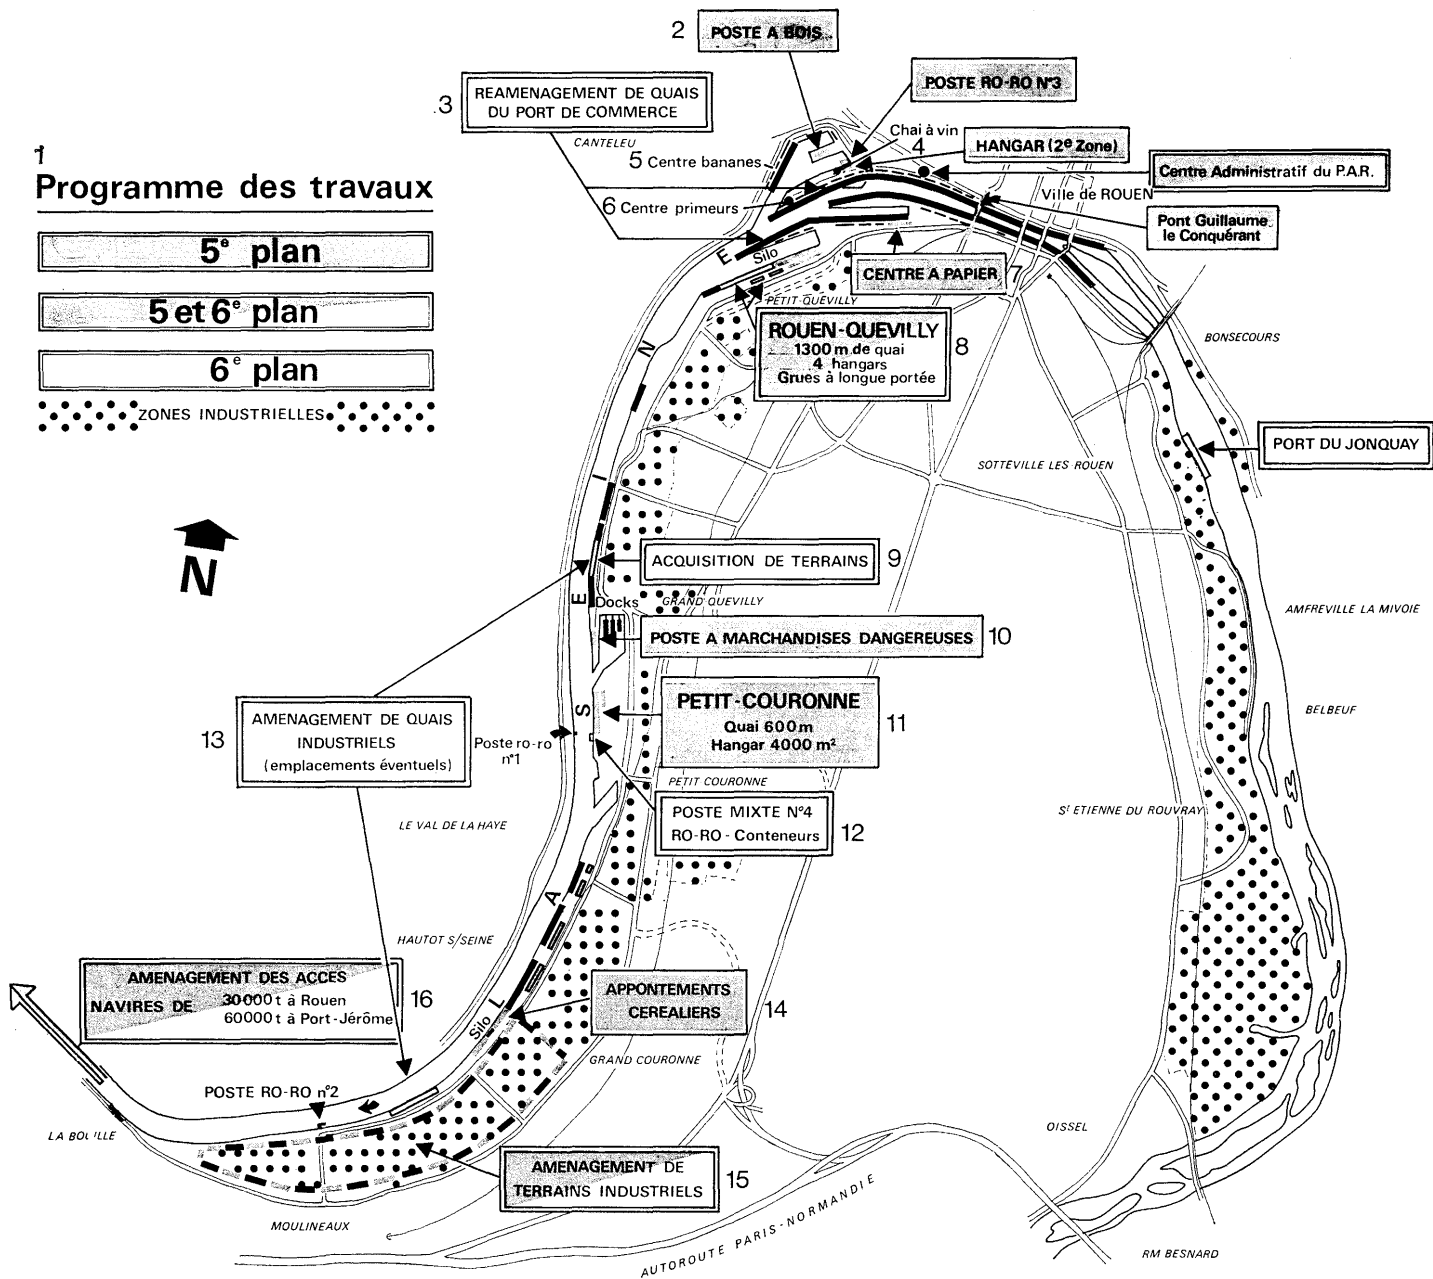 1
Programme des travaux
5e plan
5 et 6e plan
6e plan
ZONES INDUSTRIELLES
N
2
POSTE A BOIS
.3
REAMENAGEMENT DE QUAIS
DU PORT DE COMMERCE
POSTE RO-RO N°3
CANTELEU
Chai à vin
4
HANGAR (2e Zone)
5 Centre bananes
Centre Administratif du P.A.R.
6 Centre primeurs
Ville de ROUEN
Pont Guillaume
le Conquérant
Silo
CENTRE A PAPIER
7
PETIT-QUEVILLY
ROUEN-QUEVILLY
1300 m de quai
4 hangars
Grues à longue portée
8
BONSECOURS
PORT DU JONQUAY
SOTTEVILLE LES ROUEN
ACQUISITION DE TERRAINS
9
Docks
GRAND QUEVILLY
AMFREVILLE LA MIVOIE
POSTE A MARCHANDISES DANGEREUSES
10
PETIT-COURONNE
Quai 600 m
Hangar 4000 m²
11
BELBEUF
13
AMENAGEMENT DE QUAIS
INDUSTRIELS
(emplacements éventuels)
Poste ro-ro
n°1
PETIT COURONNE
POSTE MIXTE N°4
RO-RO - Conteneurs
12
LE VAL DE LA HAYE
St ETIENNE DU ROUVRAY
LA SEINE
HAUTOT S/SEINE
AMENAGEMENT DES ACCES
NAVIRES DE 30000 t à Rouen
60000 t à Port-Jérôme
16
APPONTEMENTS
CEREALIERS
14
Silo
GRAND COURONNE
POSTE RO-RO n°2
LA BOUILLE
OISSEL
AMENAGEMENT DE
TERRAINS INDUSTRIELS
15
MOULINEAUX
AUTOROUTE PARIS-NORMANDIE
RM BESNARD